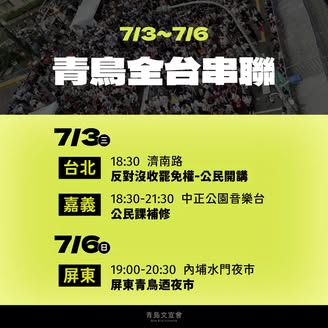 7/3~7/6
青鳥全台串聯
7/3 三
台北
18:30 濟南路
反對沒收罷免權-公民開講
嘉義
18:30-21:30 中正公園音樂台
公民課補修
7/6 日
屏東
19:00-20:30 內埔水門夜市
屏東青鳥迺夜市
青鳥文宣會